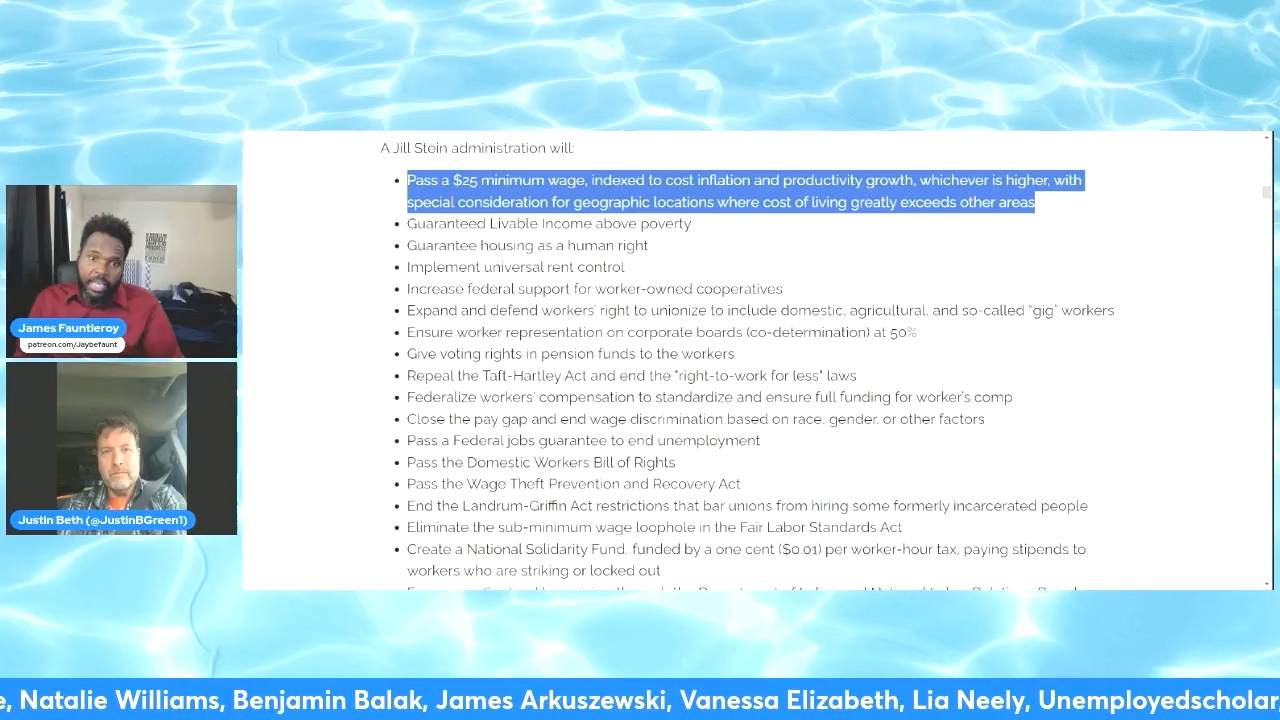 A Jill Stein administration will:
• Pass a $25 minimum wage, indexed to cost inflation and productivity growth, whichever is higher, with
special consideration for geographic locations where cost of living greatly exceeds other areas
• Guaranteed Livable Income above poverty
• Guarantee housing as a human right
• Implement universal rent control
• Increase federal support for worker-owned cooperatives
• Expand and defend workers' right to unionize to include domestic, agricultural, and so-called "gig" workers
• Ensure worker representation on corporate boards (co-determination) at 50%
• Give voting rights in pension funds to the workers
• Repeal the Taft-Hartley Act and end the "right-to-work for less" laws
• Federalize workers' compensation to standardize and ensure full funding for worker's comp
• Close the pay gap and end wage discrimination based on race, gender, or other factors
• Pass a Federal jobs guarantee to end unemployment
• Pass the Domestic Workers Bill of Rights
• Pass the Wage Theft Prevention and Recovery Act
• End the Landrum-Griffin Act restrictions that bar unions from hiring some formerly incarcerated people
• Eliminate the sub-minimum wage loophole in the Fair Labor Standards Act
• Create a National Solidarity Fund, funded by a one cent ($0.01) per worker-hour tax, paying stipends to
workers who are striking or locked out
James Fauntleroy
patreon.com/Jaybefaunt
Justin Beth (@JustinBGreen1)
e, Natalie Williams, Benjamin Balak, James Arkuszewski, Vanessa Elizabeth, Lia Neely, Unemployedscholar,